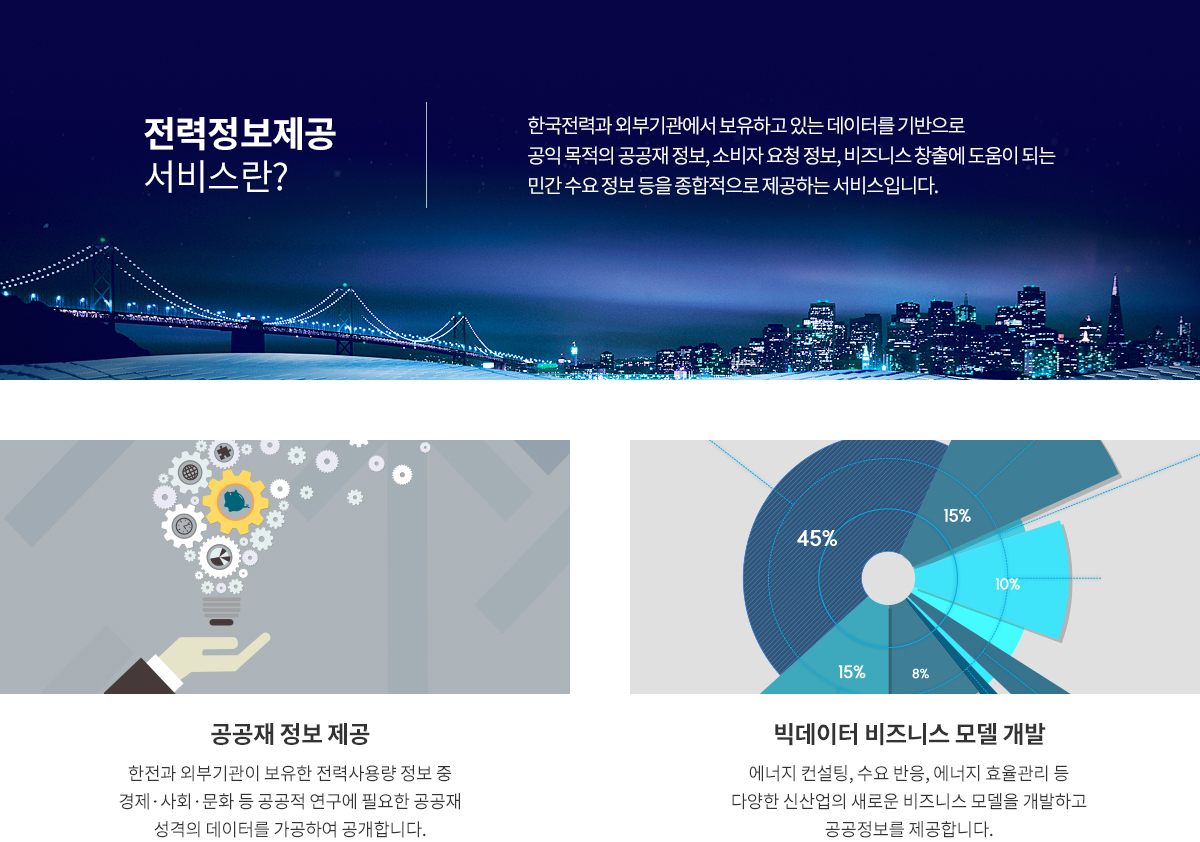 전력정보제공
서비스란?
한국전력과 외부기관에서 보유하고 있는 데이터를 기반으로
공익 목적의 공공재 정보, 소비자 요청 정보, 비즈니스 창출에 도움이 되는
민간 수요 정보 등을 종합적으로 제공하는 서비스입니다.
45%
15%
10%
15%
8%
공공재 정보 제공
한전과 외부기관이 보유한 전력사용량 정보 중
경제·사회·문화 등 공공적 연구에 필요한 공공재
성격의 데이터를 가공하여 공개합니다.
빅데이터 비즈니스 모델 개발
에너지 컨설팅, 수요 반응, 에너지 효율관리 등
다양한 신산업의 새로운 비즈니스 모델을 개발하고
공공정보를 제공합니다.